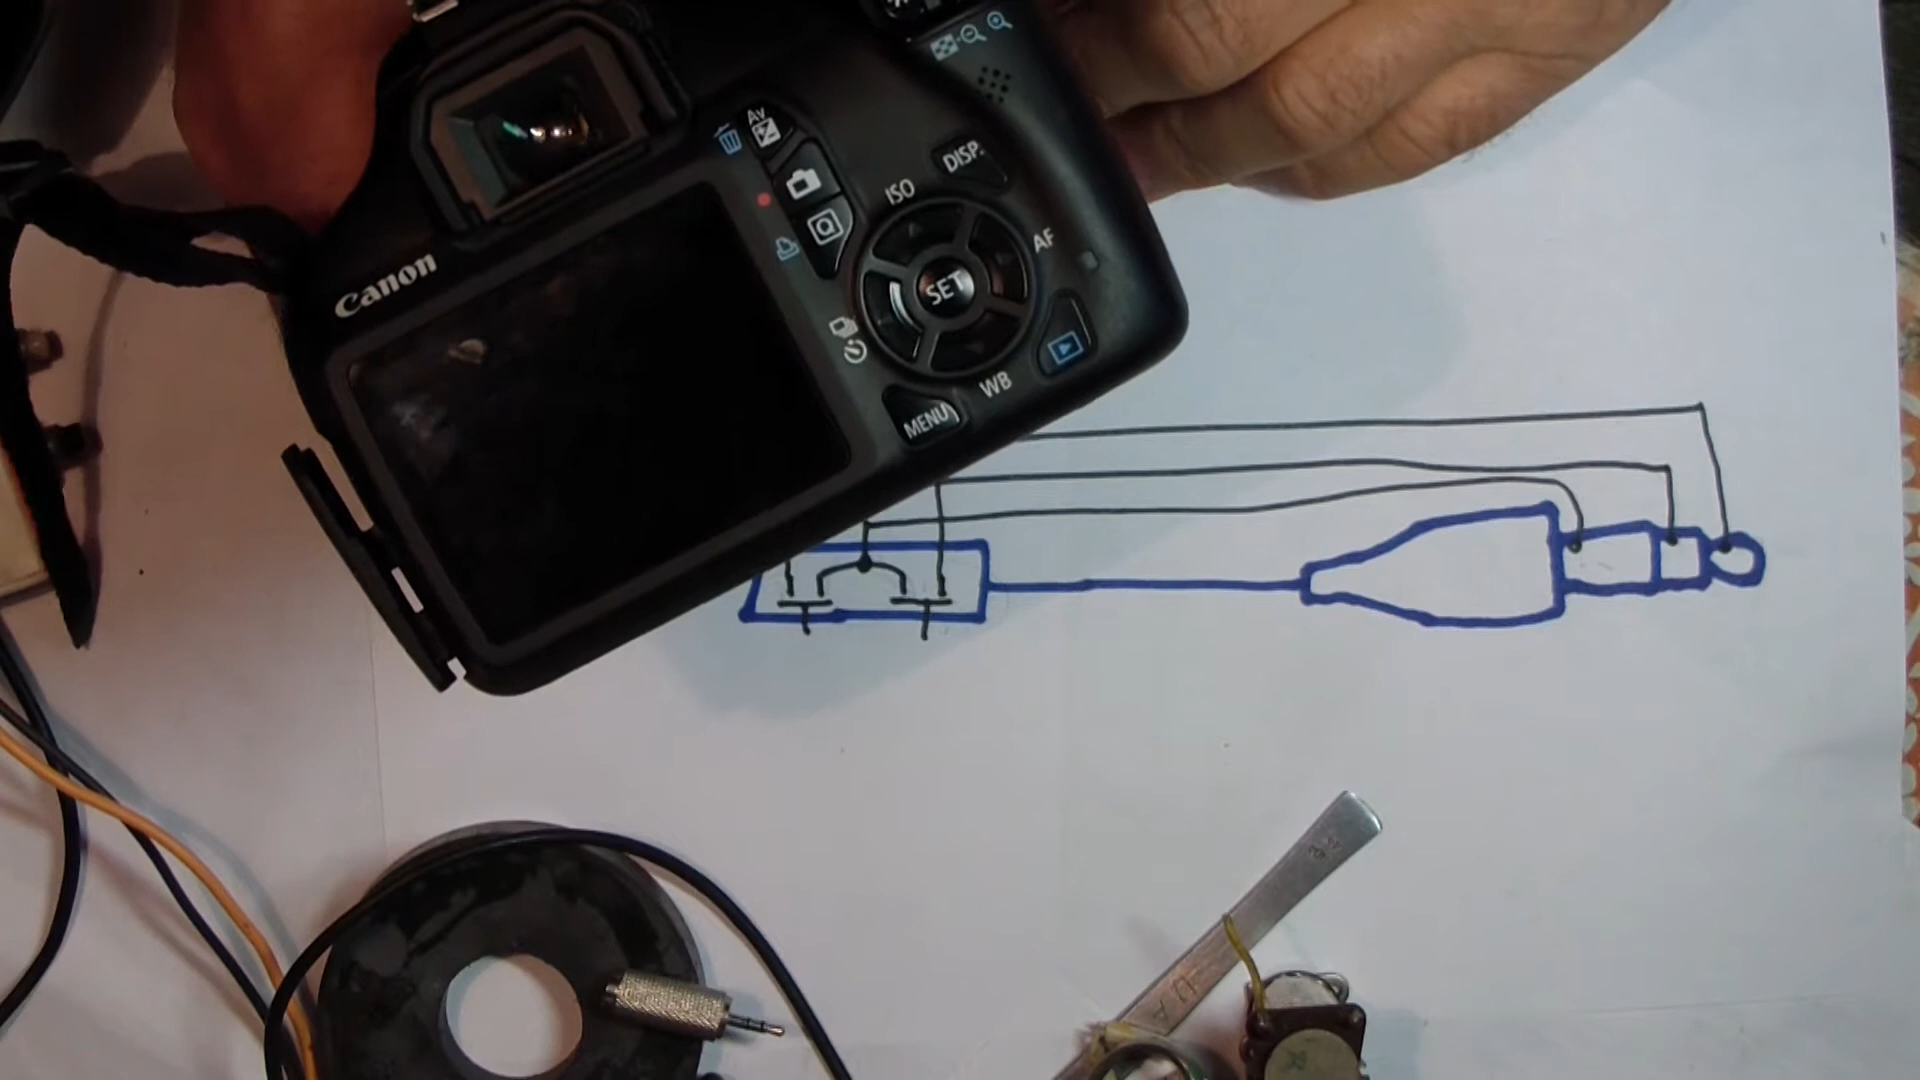 Av
DISP.
ISO
AF
Q
Canon
SET
WB
MENU